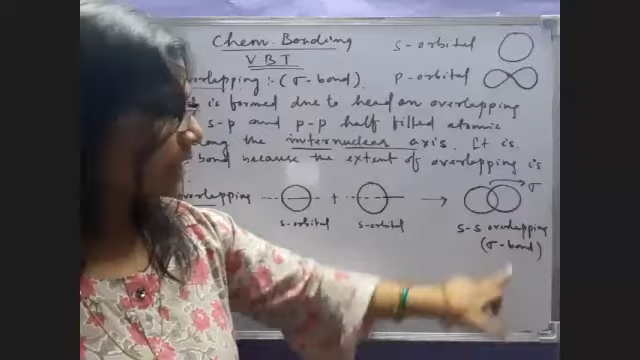 Chem. Bonding
VBT
s-orbital
p-orbital
overlapping :- (σ-bond)
is formed due to head on overlapping
s-p and p-p half filled atomic
the internuclear axis. It is
bond because the extent of overlapping is
overlapping
+ → σ
s-orbital s-orbital
s-s overlapping
(σ-bond)